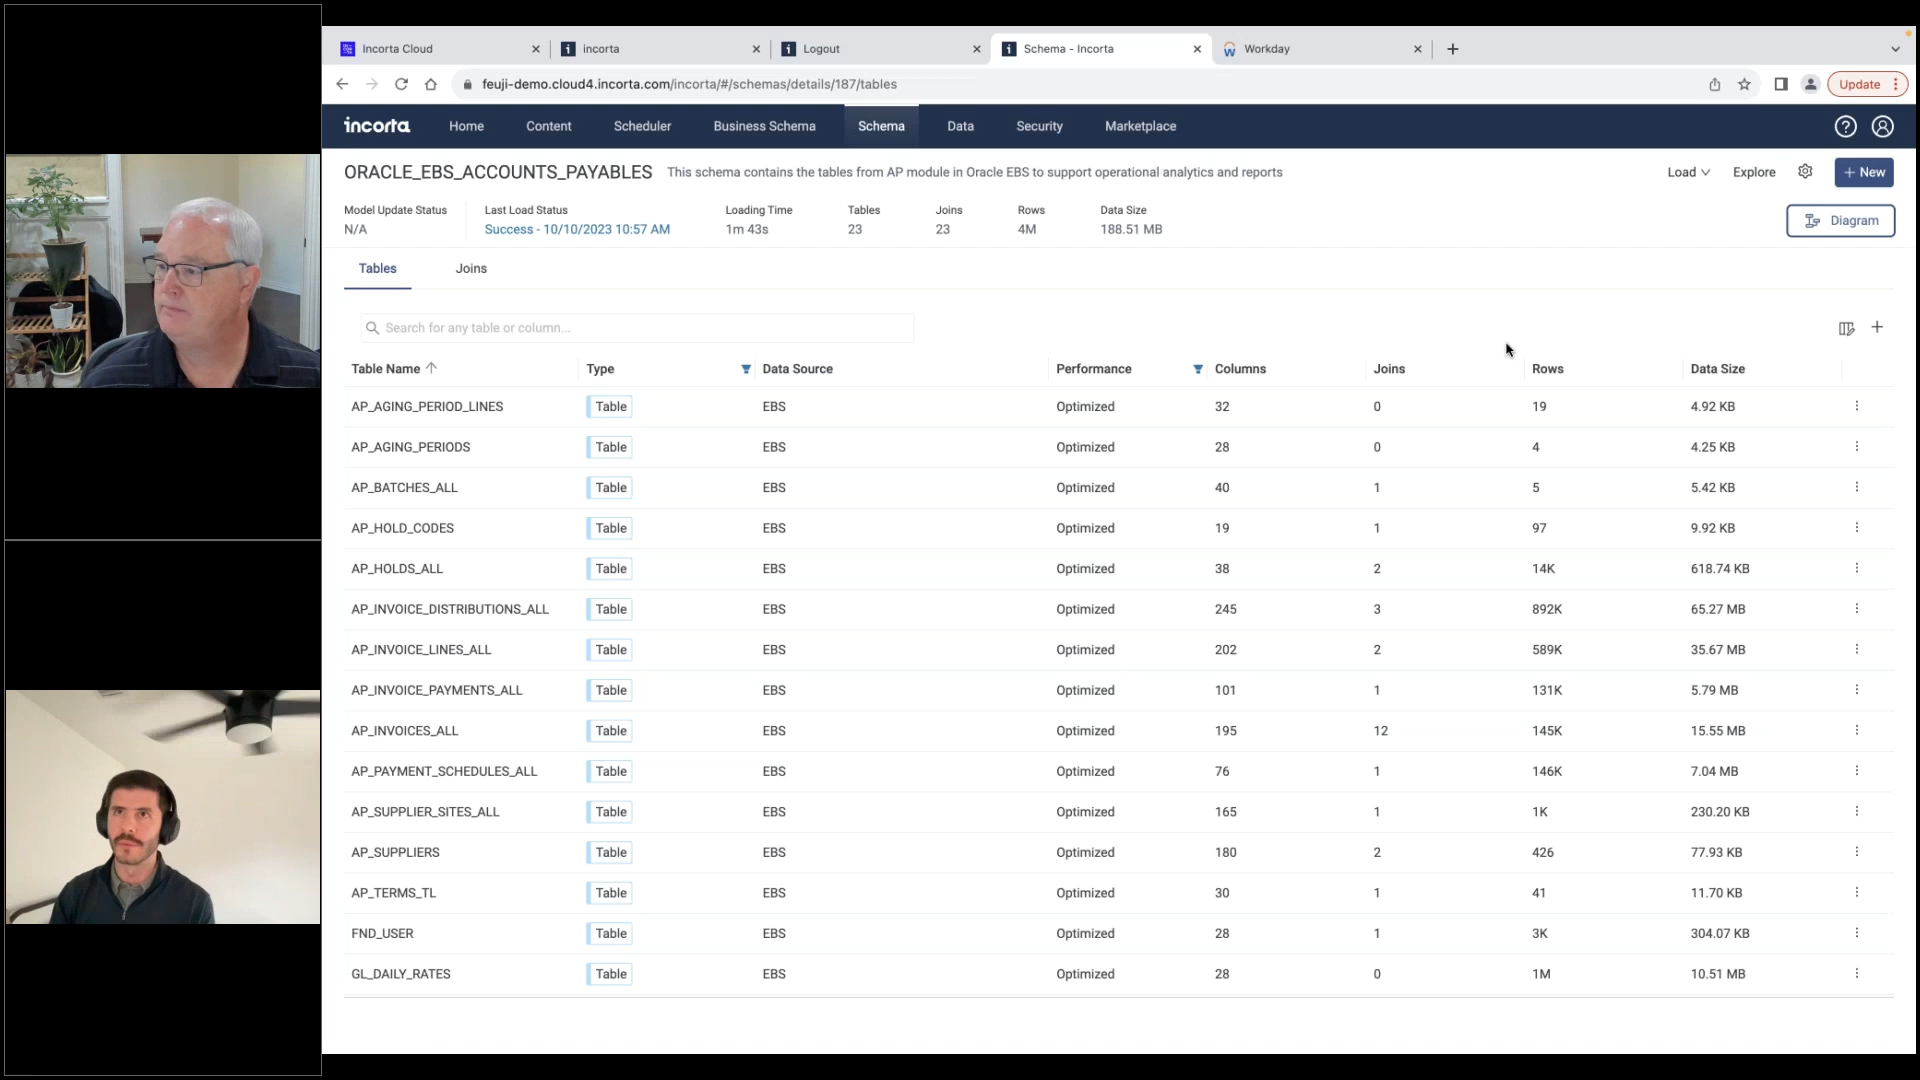 Incorta Cloud
incorta
Logout
Schema - Incorta
Workday
feuji-demo.cloud4.incorta.com/incorta/#/schemas/details/187/tables
Update
incorta Home Content Scheduler Business Schema Schema Data Security Marketplace
ORACLE_EBS_ACCOUNTS_PAYABLES This schema contains the tables from AP module in Oracle EBS to support operational analytics and reports Load Explore + New
Model Update Status Last Load Status Loading Time Tables Joins Rows Data Size
N/A Success - 10/10/2023 10:57 AM 1m 43s 23 23 4M 188.51 MB
Diagram
Tables Joins
Search for any table or column...
Table Name Type Data Source Performance Columns Joins Rows Data Size
AP_AGING_PERIOD_LINES Table EBS Optimized 32 0 19 4.92 KB
AP_AGING_PERIODS Table EBS Optimized 28 0 4 4.25 KB
AP_BATCHES_ALL Table EBS Optimized 40 1 5 5.42 KB
AP_HOLD_CODES Table EBS Optimized 19 1 97 9.92 KB
AP_HOLDS_ALL Table EBS Optimized 38 2 14K 618.74 KB
AP_INVOICE_DISTRIBUTIONS_ALL Table EBS Optimized 245 3 892K 65.27 MB
AP_INVOICE_LINES_ALL Table EBS Optimized 202 2 589K 35.67 MB
AP_INVOICE_PAYMENTS_ALL Table EBS Optimized 101 1 131K 5.79 MB
AP_INVOICES_ALL Table EBS Optimized 195 12 145K 15.55 MB
AP_PAYMENT_SCHEDULES_ALL Table EBS Optimized 76 1 146K 7.04 MB
AP_SUPPLIER_SITES_ALL Table EBS Optimized 165 1 1K 230.20 KB
AP_SUPPLIERS Table EBS Optimized 180 2 426 77.93 KB
AP_TERMS_TL Table EBS Optimized 30 1 41 11.70 KB
FND_USER Table EBS Optimized 28 1 3K 304.07 KB
GL_DAILY_RATES Table EBS Optimized 28 0 1M 10.51 MB